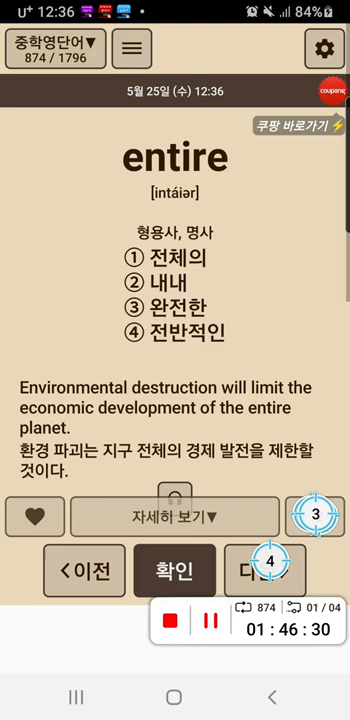 U+ 12:36 84%
중학영단어▼
874 / 1796
5월 25일 (수) 12:36
coupang
쿠팡 바로가기⚡
entire
[intáiər]
형용사, 명사
① 전체의
② 내내
③ 완전한
④ 전반적인
Environmental destruction will limit the
economic development of the entire
planet.
환경 파괴는 지구 전체의 경제 발전을 제한할
것이다.
자세히 보기▼
3
<이전
확인
4
874
01 / 04
01 : 46 : 30